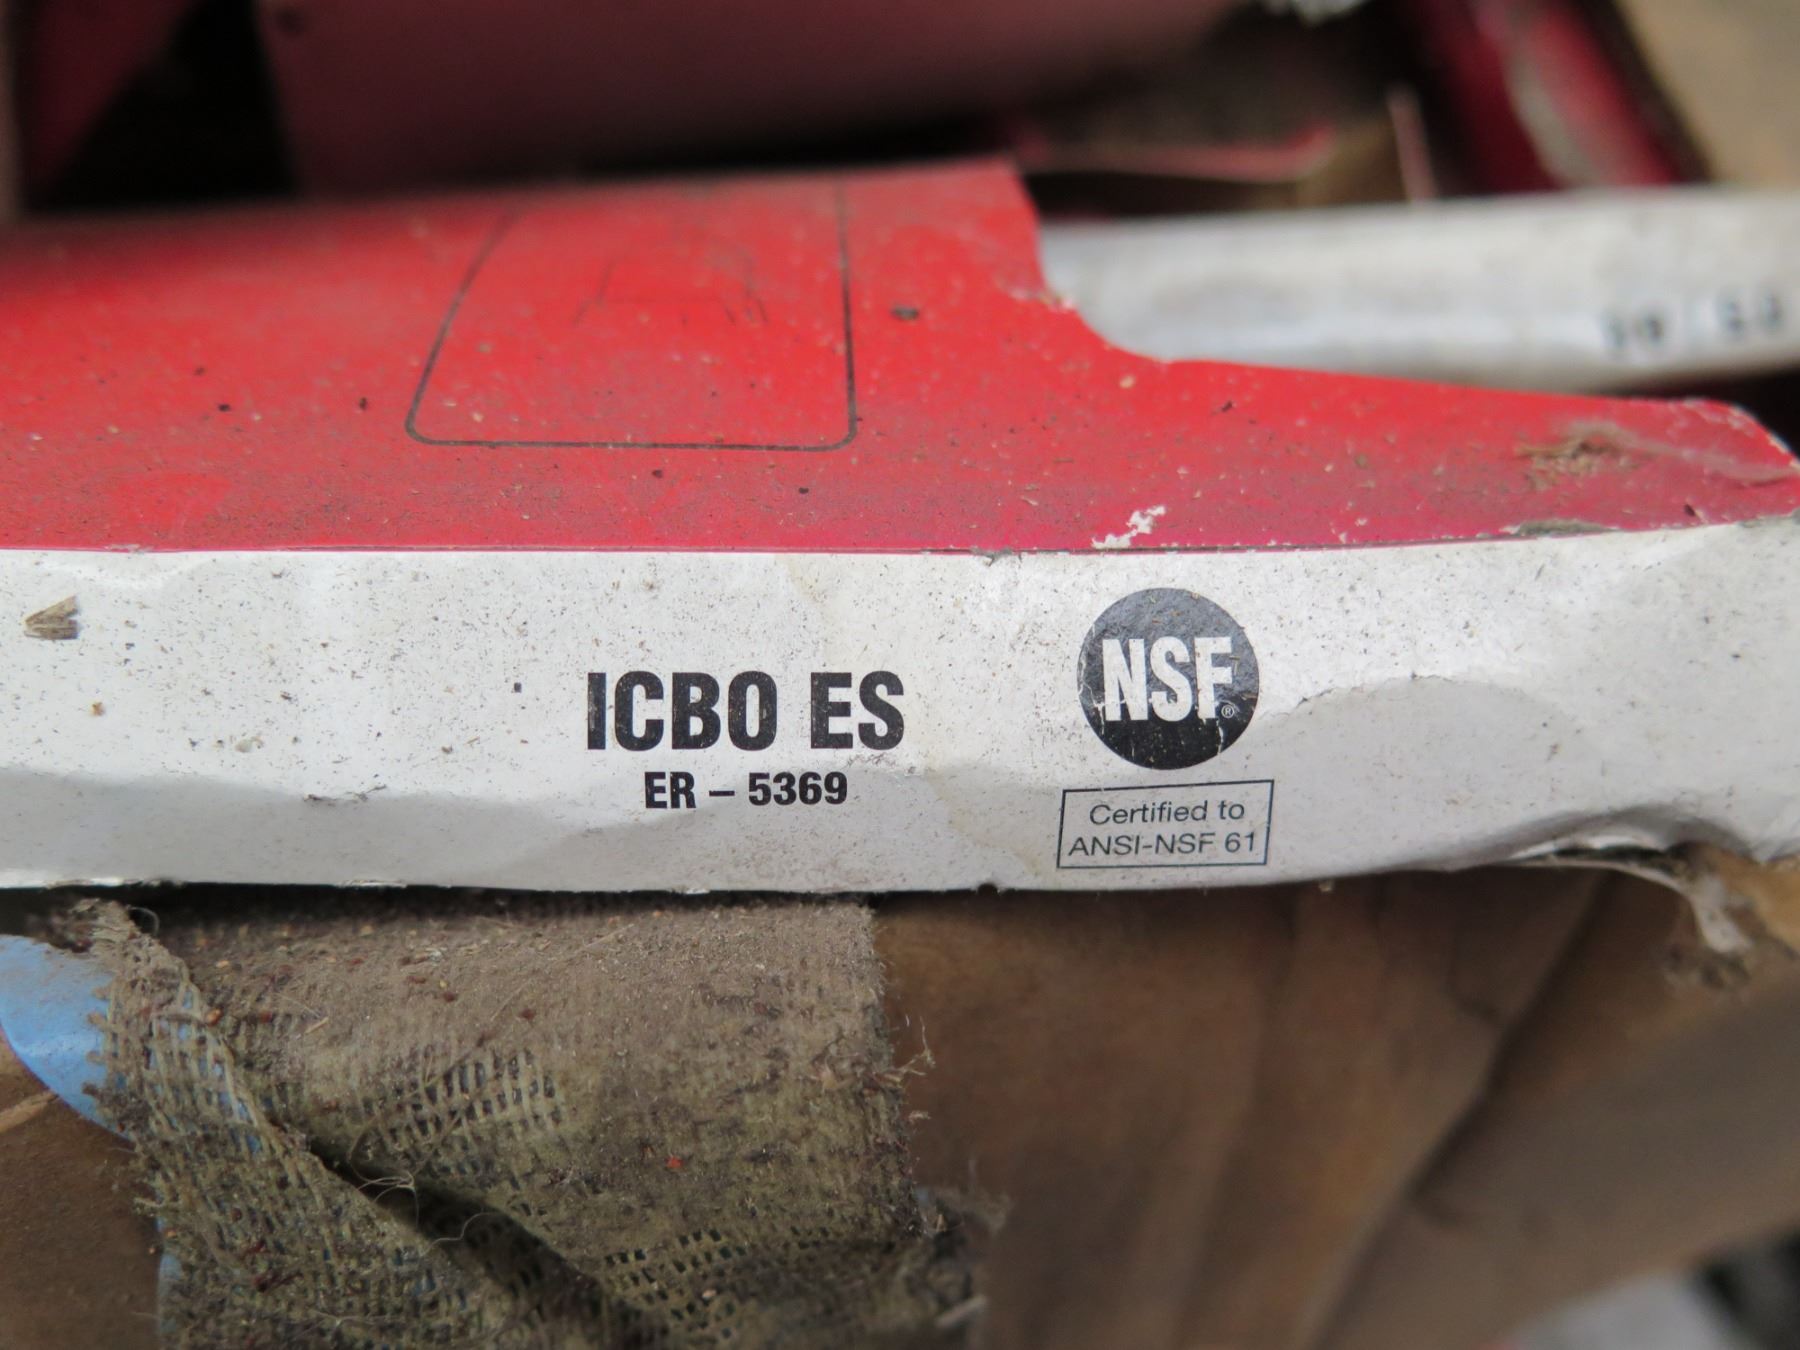 ICBO ES
ER – 5369
NSF®
Certified to
ANSI-NSF 61